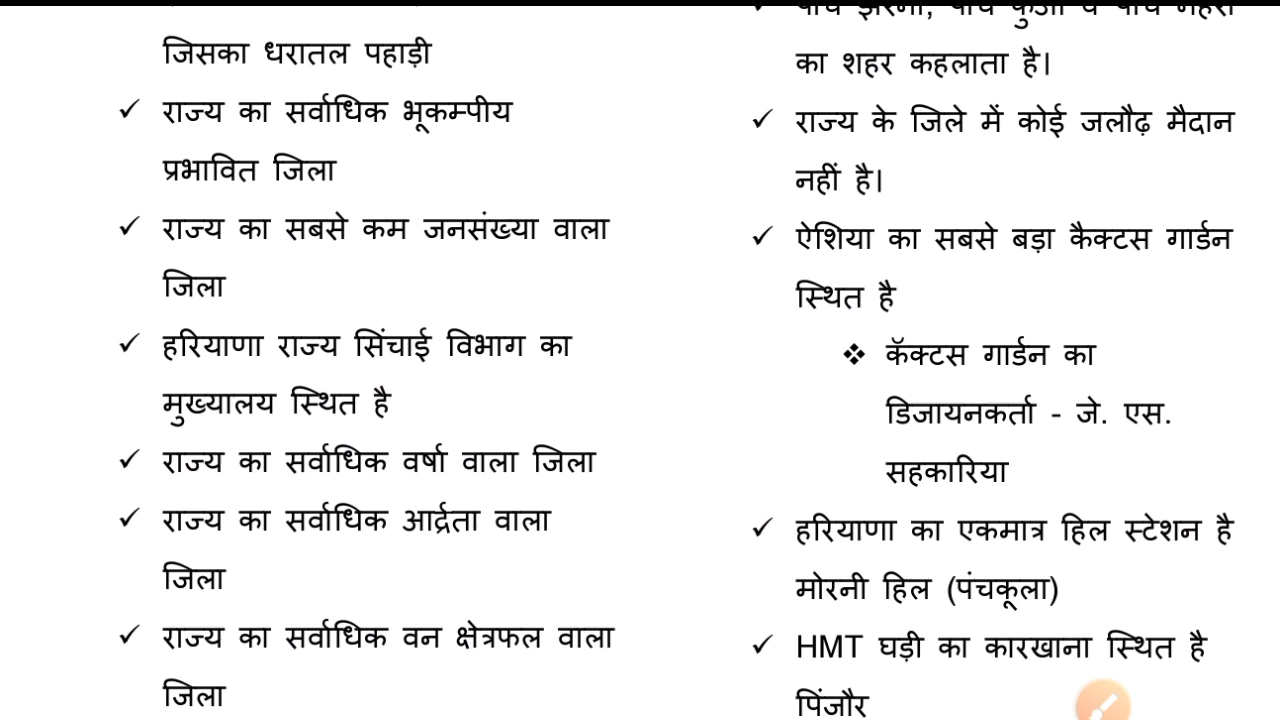 जिसका धरातल पहाड़ी
✓ राज्य का सर्वाधिक भूकम्पीय
प्रभावित जिला
✓ राज्य का सबसे कम जनसंख्या वाला
जिला
✓ हरियाणा राज्य सिंचाई विभाग का
मुख्यालय स्थित है
✓ राज्य का सर्वाधिक वर्षा वाला जिला
✓ राज्य का सर्वाधिक आर्द्रता वाला
जिला
✓ राज्य का सर्वाधिक वन क्षेत्रफल वाला
जिला
✓ पांच झरनो, पांच कुओं व पांच नहरों
का शहर कहलाता है।
✓ राज्य के जिले में कोई जलौढ़ मैदान
नहीं है।
✓ ऐशिया का सबसे बड़ा कैक्टस गार्डन
स्थित है
❖ कॅक्टस गार्डन का
डिजायनकर्ता - जे. एस.
सहकारिया
✓ हरियाणा का एकमात्र हिल स्टेशन है
मोरनी हिल (पंचकूला)
✓ HMT घड़ी का कारखाना स्थित है
पिंजौर